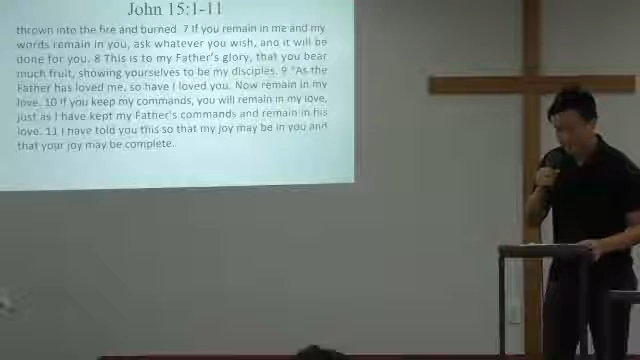 John 15:1-11
thrown into the fire and burned. 7 If you remain in me and my
words remain in you, ask whatever you wish, and it will be
done for you. 8 This is to my Father's glory, that you bear
much fruit, showing yourselves to be my disciples. 9 "As the
Father has loved me, so have I loved you. Now remain in my
love. 10 If you keep my commands, you will remain in my love,
just as I have kept my Father's commands and remain in his
love. 11 I have told you this so that my joy may be in you and
that your joy may be complete.